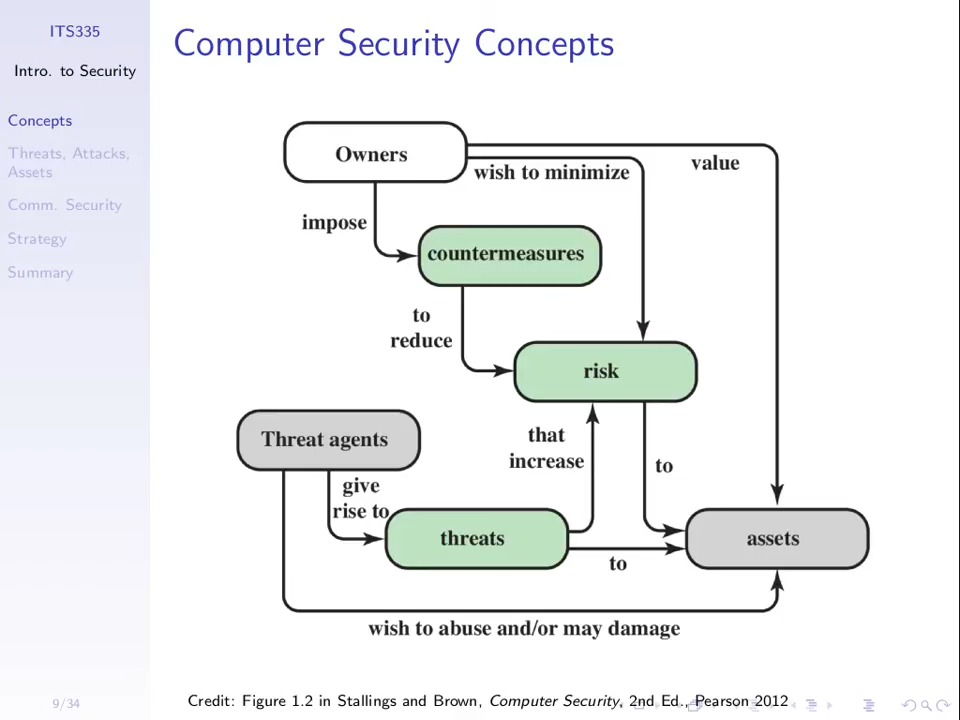 ITS335
Intro. to Security
Concepts
Threats, Attacks,
Assets
Comm. Security
Strategy
Summary
9/34
Computer Security Concepts
Owners
value
wish to minimize
impose
countermeasures
to
reduce
risk
Threat agents
that
increase
to
give
rise to
threats
assets
to
wish to abuse and/or may damage
Credit: Figure 1.2 in Stallings and Brown, Computer Security, 2nd Ed., Pearson 2012